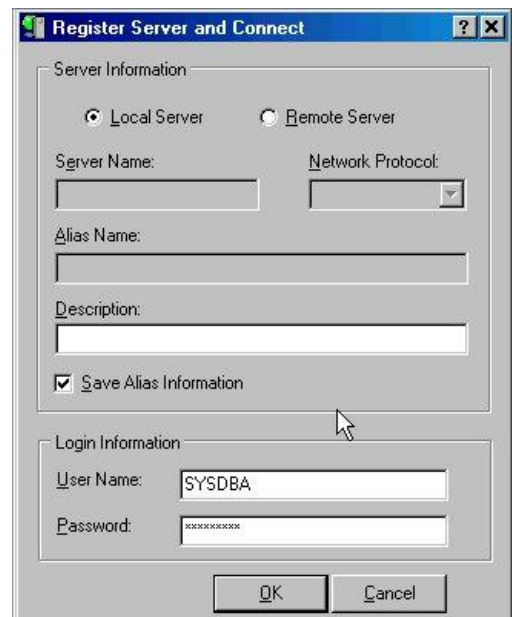 Register Server and Connect
Server Information
Local Server Remote Server
Server Name: Network Protocol:
Alias Name:
Description:
Save Alias Information
Login Information
User Name: SYSDBA
Password: *********
OK Cancel